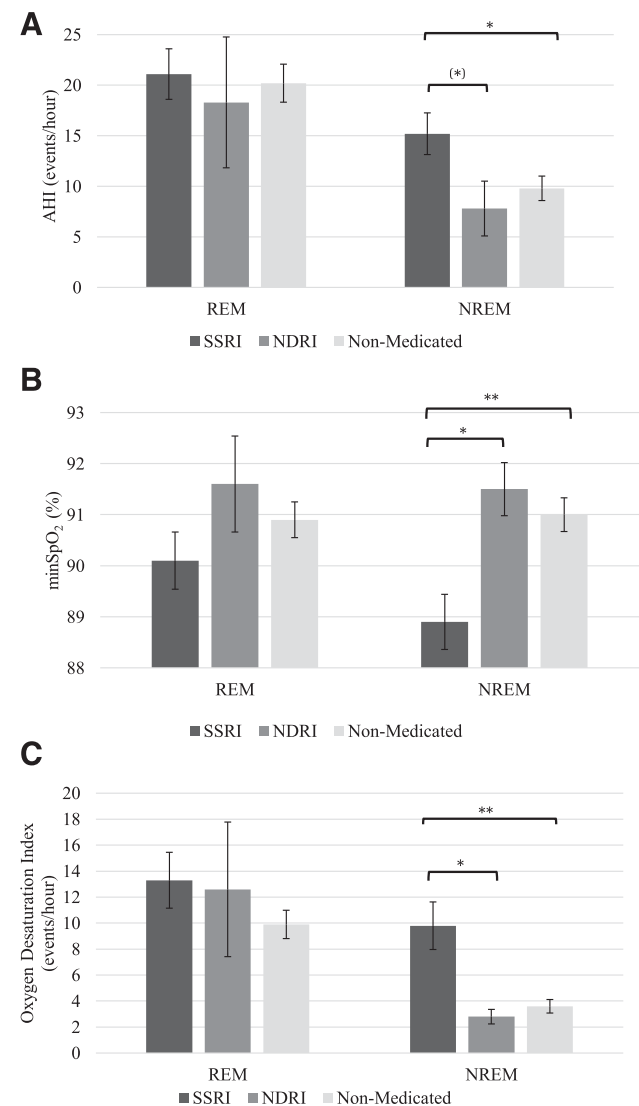 A
25
20
15
10
5
0
AHI (events/hour)
*
(*)
REM NREM
SSRI NDRI Non-Medicated
B
93
92
91
90
89
88
minSpO₂ (%)
**
*
REM NREM
SSRI NDRI Non-Medicated
C
20
18
16
14
12
10
8
6
4
2
0
Oxygen Desaturation Index
(events/hour)
**
*
REM NREM
SSRI NDRI Non-Medicated